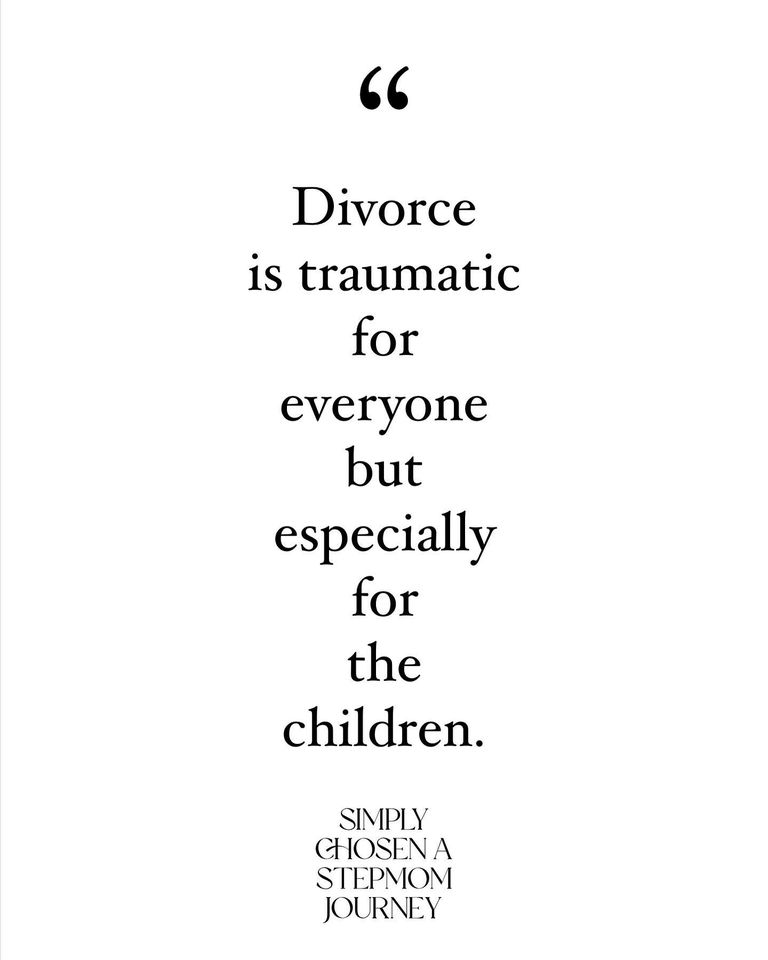 “
Divorce
is traumatic
for
everyone
but
especially
for
the
children.
SIMPLY
CHOSEN A
STEPMOM
JOURNEY